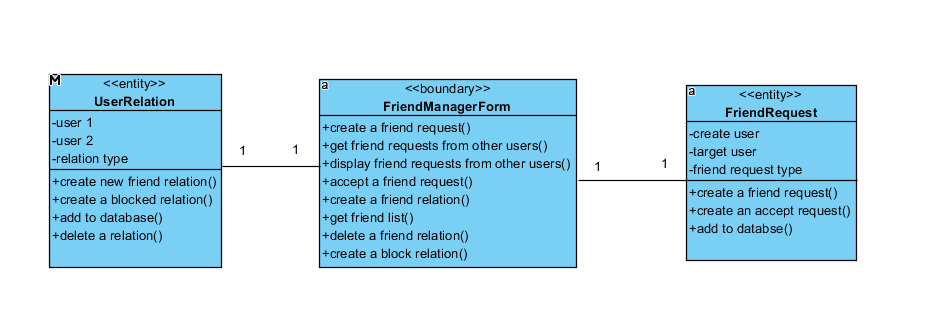 M
<<entity>>
UserRelation
-user 1
-user 2
-relation type
+create new friend relation()
+create a blocked relation()
+add to database()
+delete a relation()
1
1
a
<<boundary>>
FriendManagerForm
+create a friend request()
+get friend requests from other users()
+display friend requests from other users()
+accept a friend request()
+create a friend relation()
+get friend list()
+delete a friend relation()
+create a block relation()
1
1
a
<<entity>>
FriendRequest
-create user
-target user
-friend request type
+create a friend request()
+create an accept request()
+add to databse()